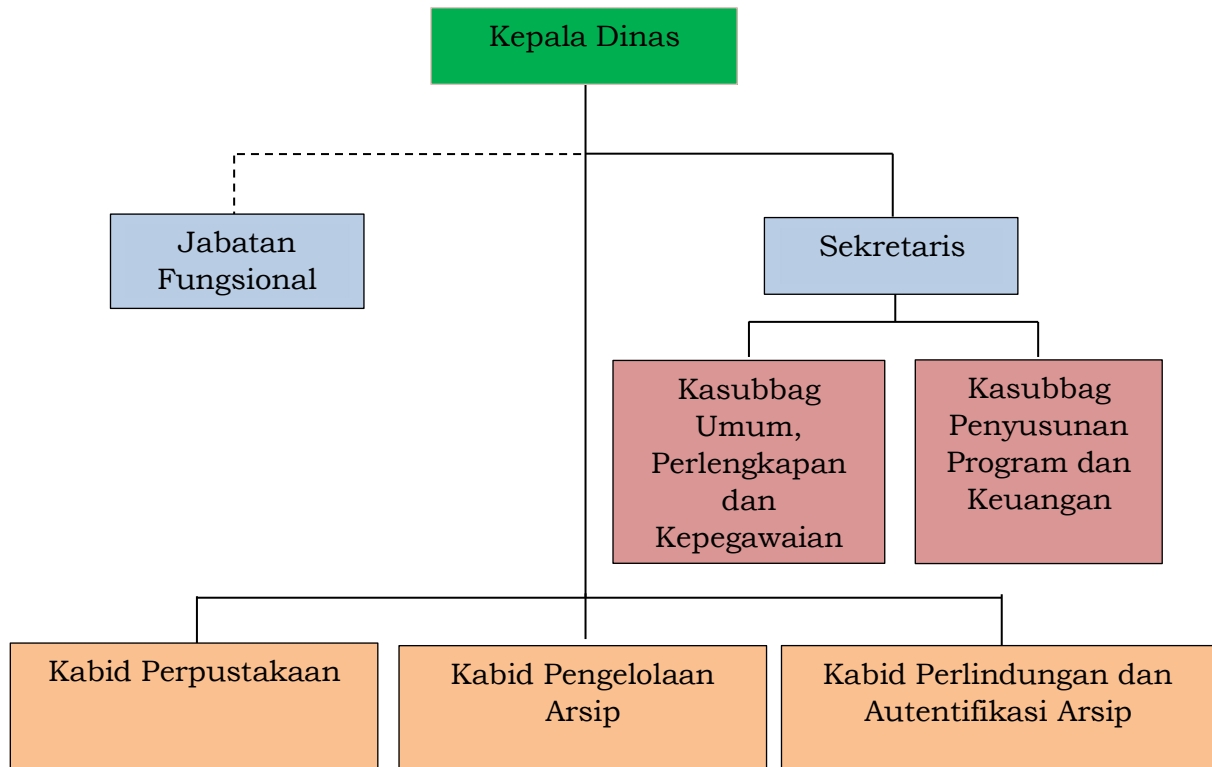 Kepala Dinas
Jabatan
Fungsional
Sekretaris
Kasubbag
Umum,
Perlengkapan
dan
Kepegawaian
Kasubbag
Penyusunan
Program dan
Keuangan
Kabid Perpustakaan
Kabid Pengelolaan
Arsip
Kabid Perlindungan dan
Autentifikasi Arsip